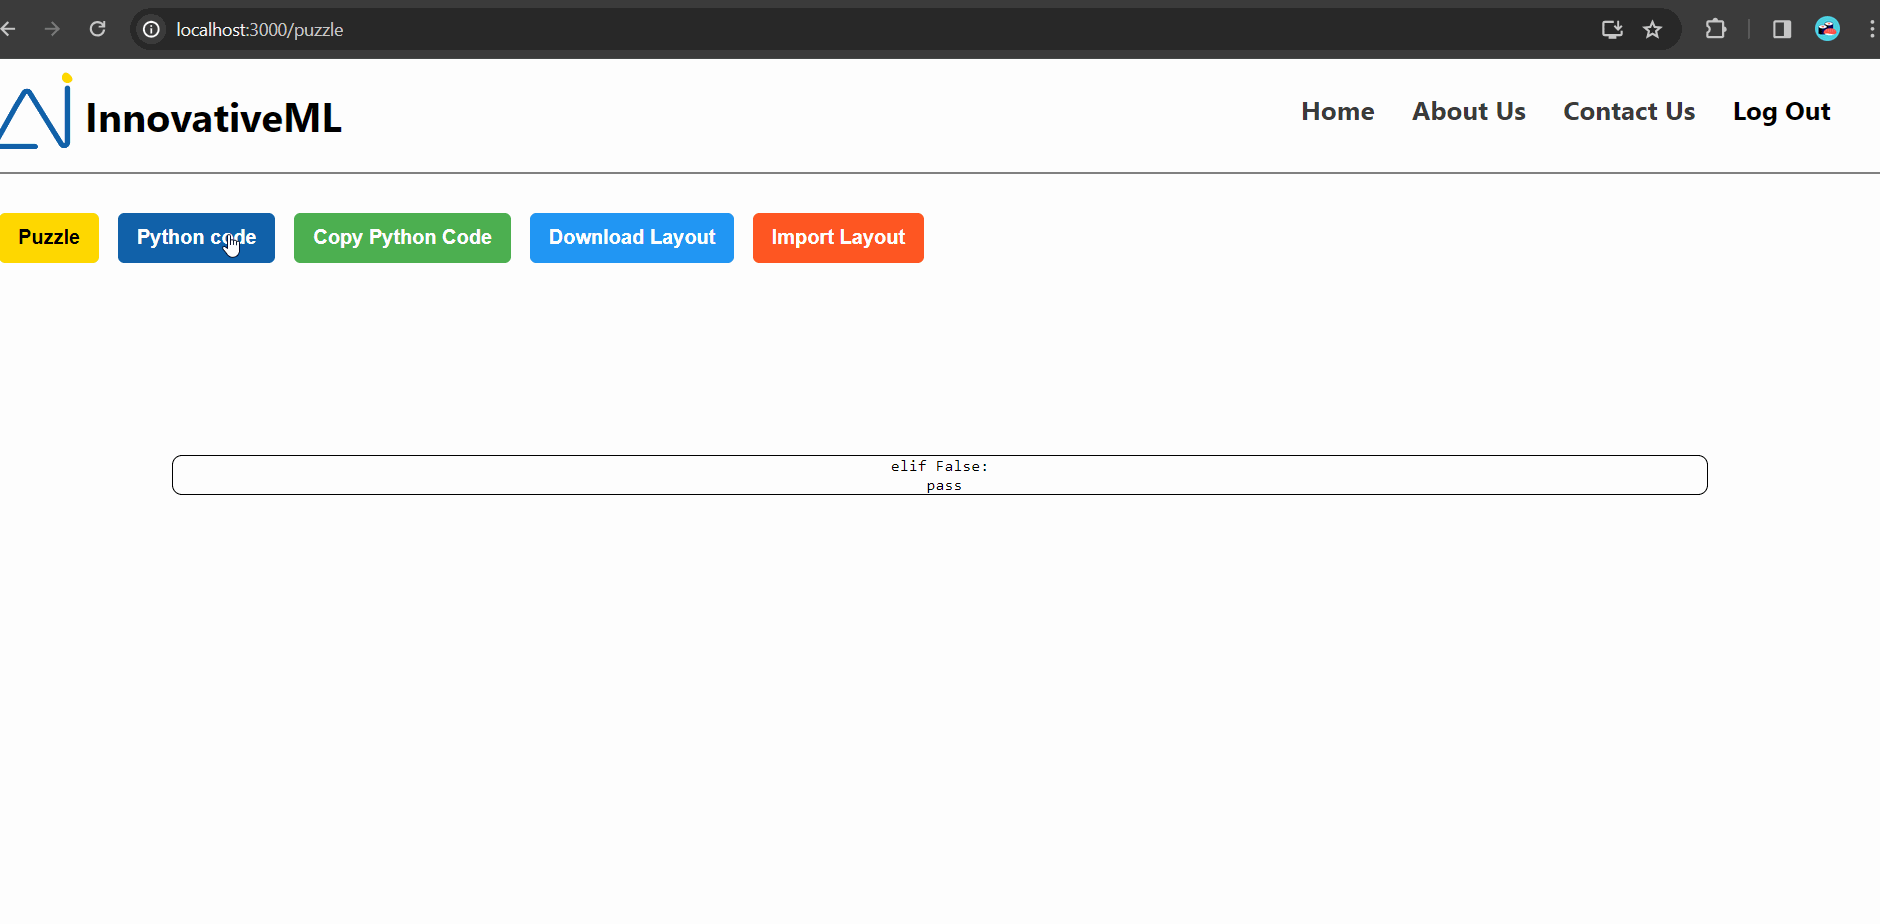 localhost:3000/puzzle
InnovativeML
Home About Us Contact Us Log Out
Puzzle Python code Copy Python Code Download Layout Import Layout
elif False:
pass